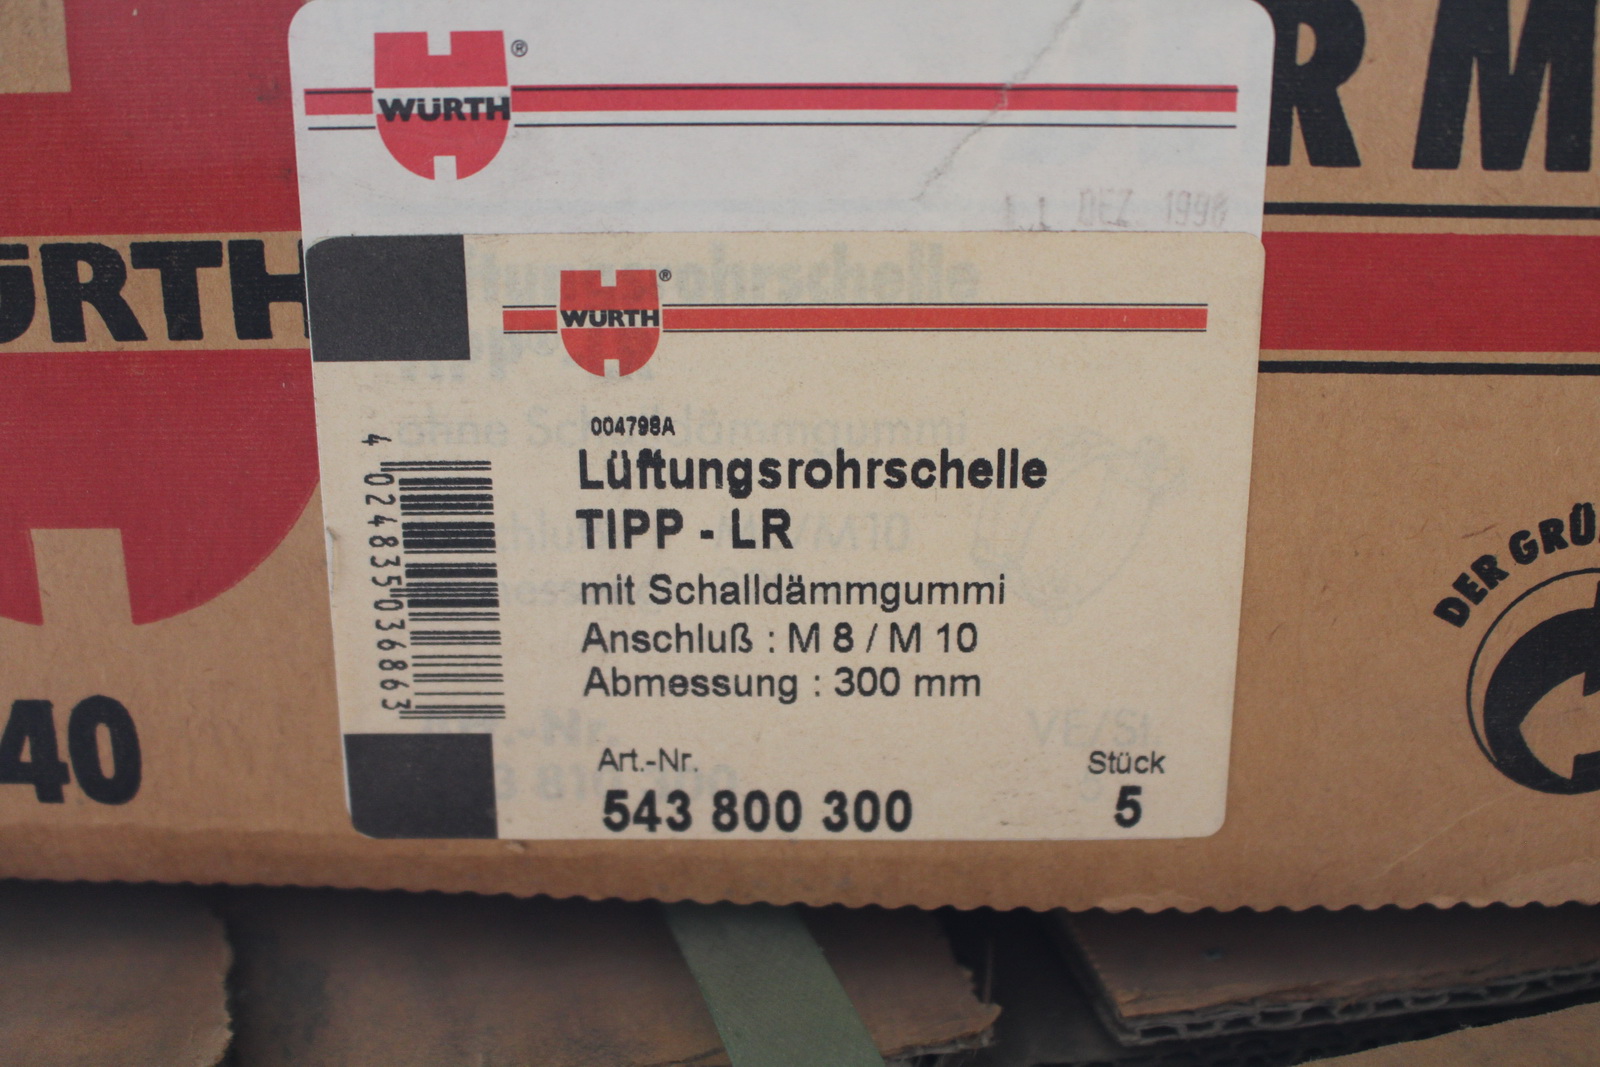 WÜRTH®
R M
11 DEZ 1998
ÜRTH
WÜRTH®
004798A
Lüftungsrohrschelle
TIPP - LR
mit Schalldämmgummi
Anschluß : M 8 / M 10
Abmessung : 300 mm
Art.-Nr. Stück
543 800 300 5
4 024835 036863
40
DER GRÜ